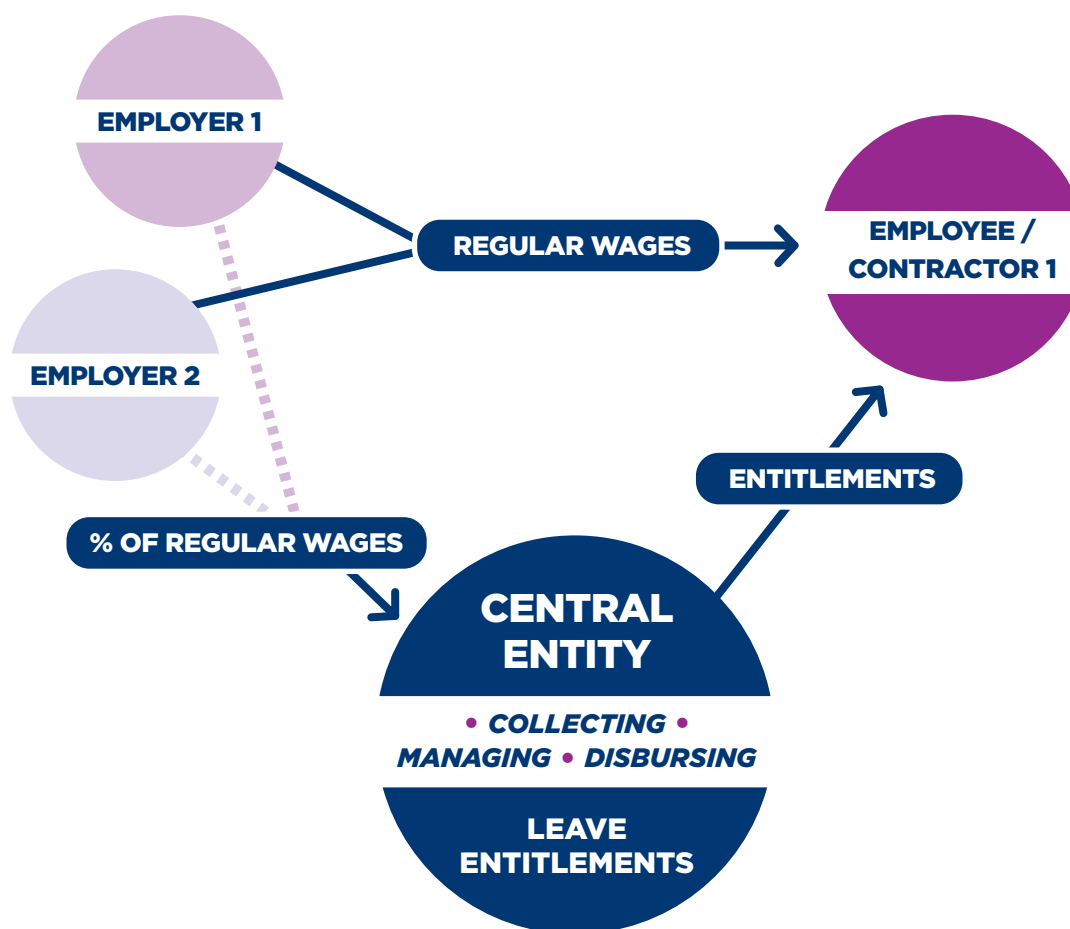 EMPLOYER 1
REGULAR WAGES
EMPLOYEE /
CONTRACTOR 1
EMPLOYER 2
ENTITLEMENTS
% OF REGULAR WAGES
CENTRAL
ENTITY
• COLLECTING •
MANAGING • DISBURSING
LEAVE
ENTITLEMENTS